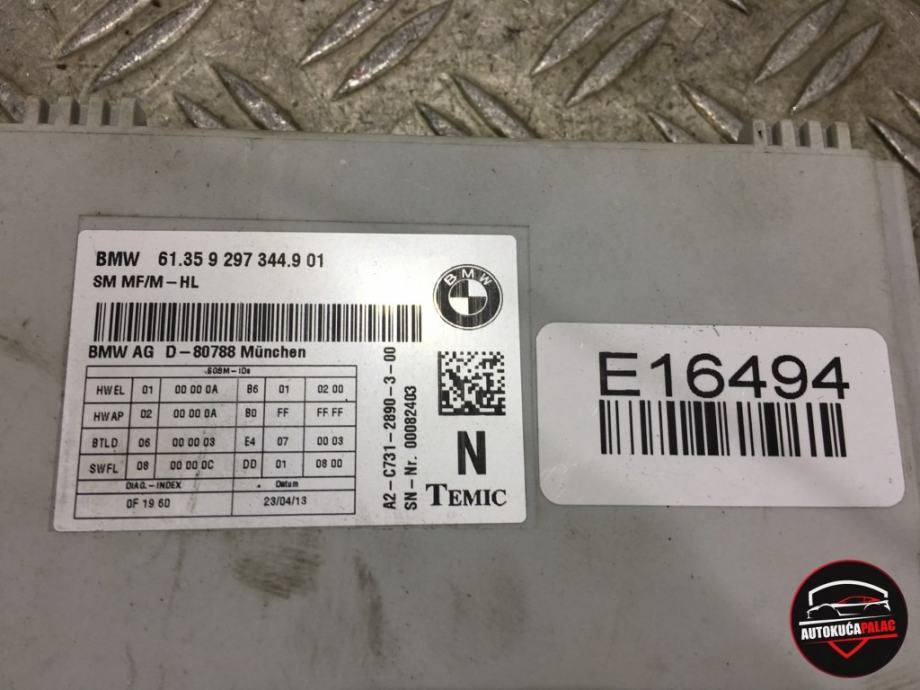 BMW 61.35 9 297 344.9 01
SM MF/M-HL
BMW
BMW AG D-80788 München
SGBM-IDs
HWEL 01 00 00 0A B6 01 02 00
HWAP 02 00 00 0A B0 FF FF FF
BTLD 06 00 00 03 E4 07 00 03
SWFL 08 00 00 0C DD 01 08 00
DIAG.-INDEX Datum
0F 19 60 23/04/13
A2-C731-2890-3-00
SN-Nr. 00082403
N
TEMIC
E16494
AUTOKUĆAPALAC